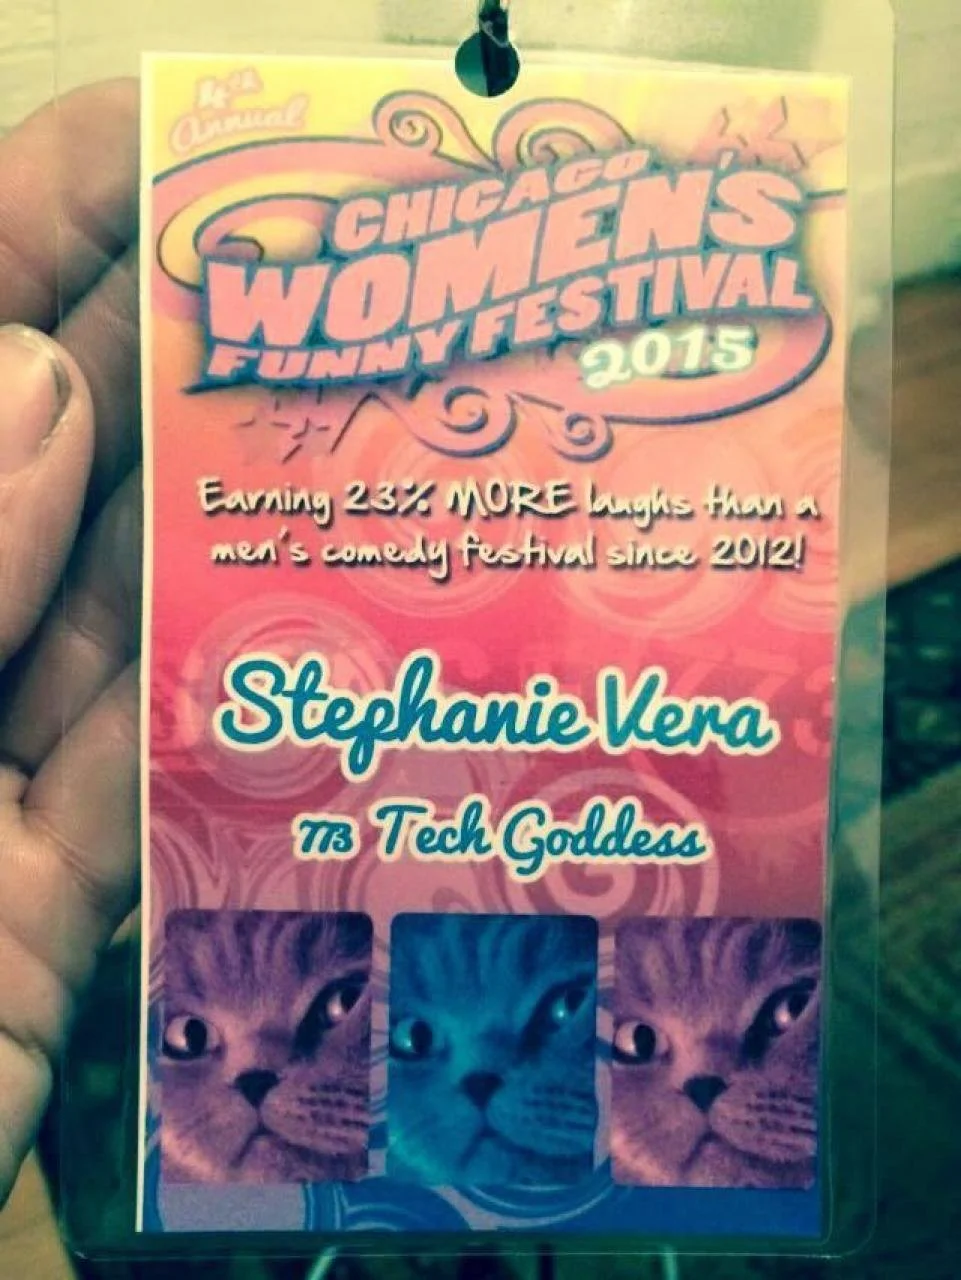 4th
Annual
CHICAGO
WOMEN'S
FUNNY FESTIVAL
2015
Earning 23% MORE laughs than a
men's comedy festival since 2012!
Stephanie Vera
773 Tech Goddess